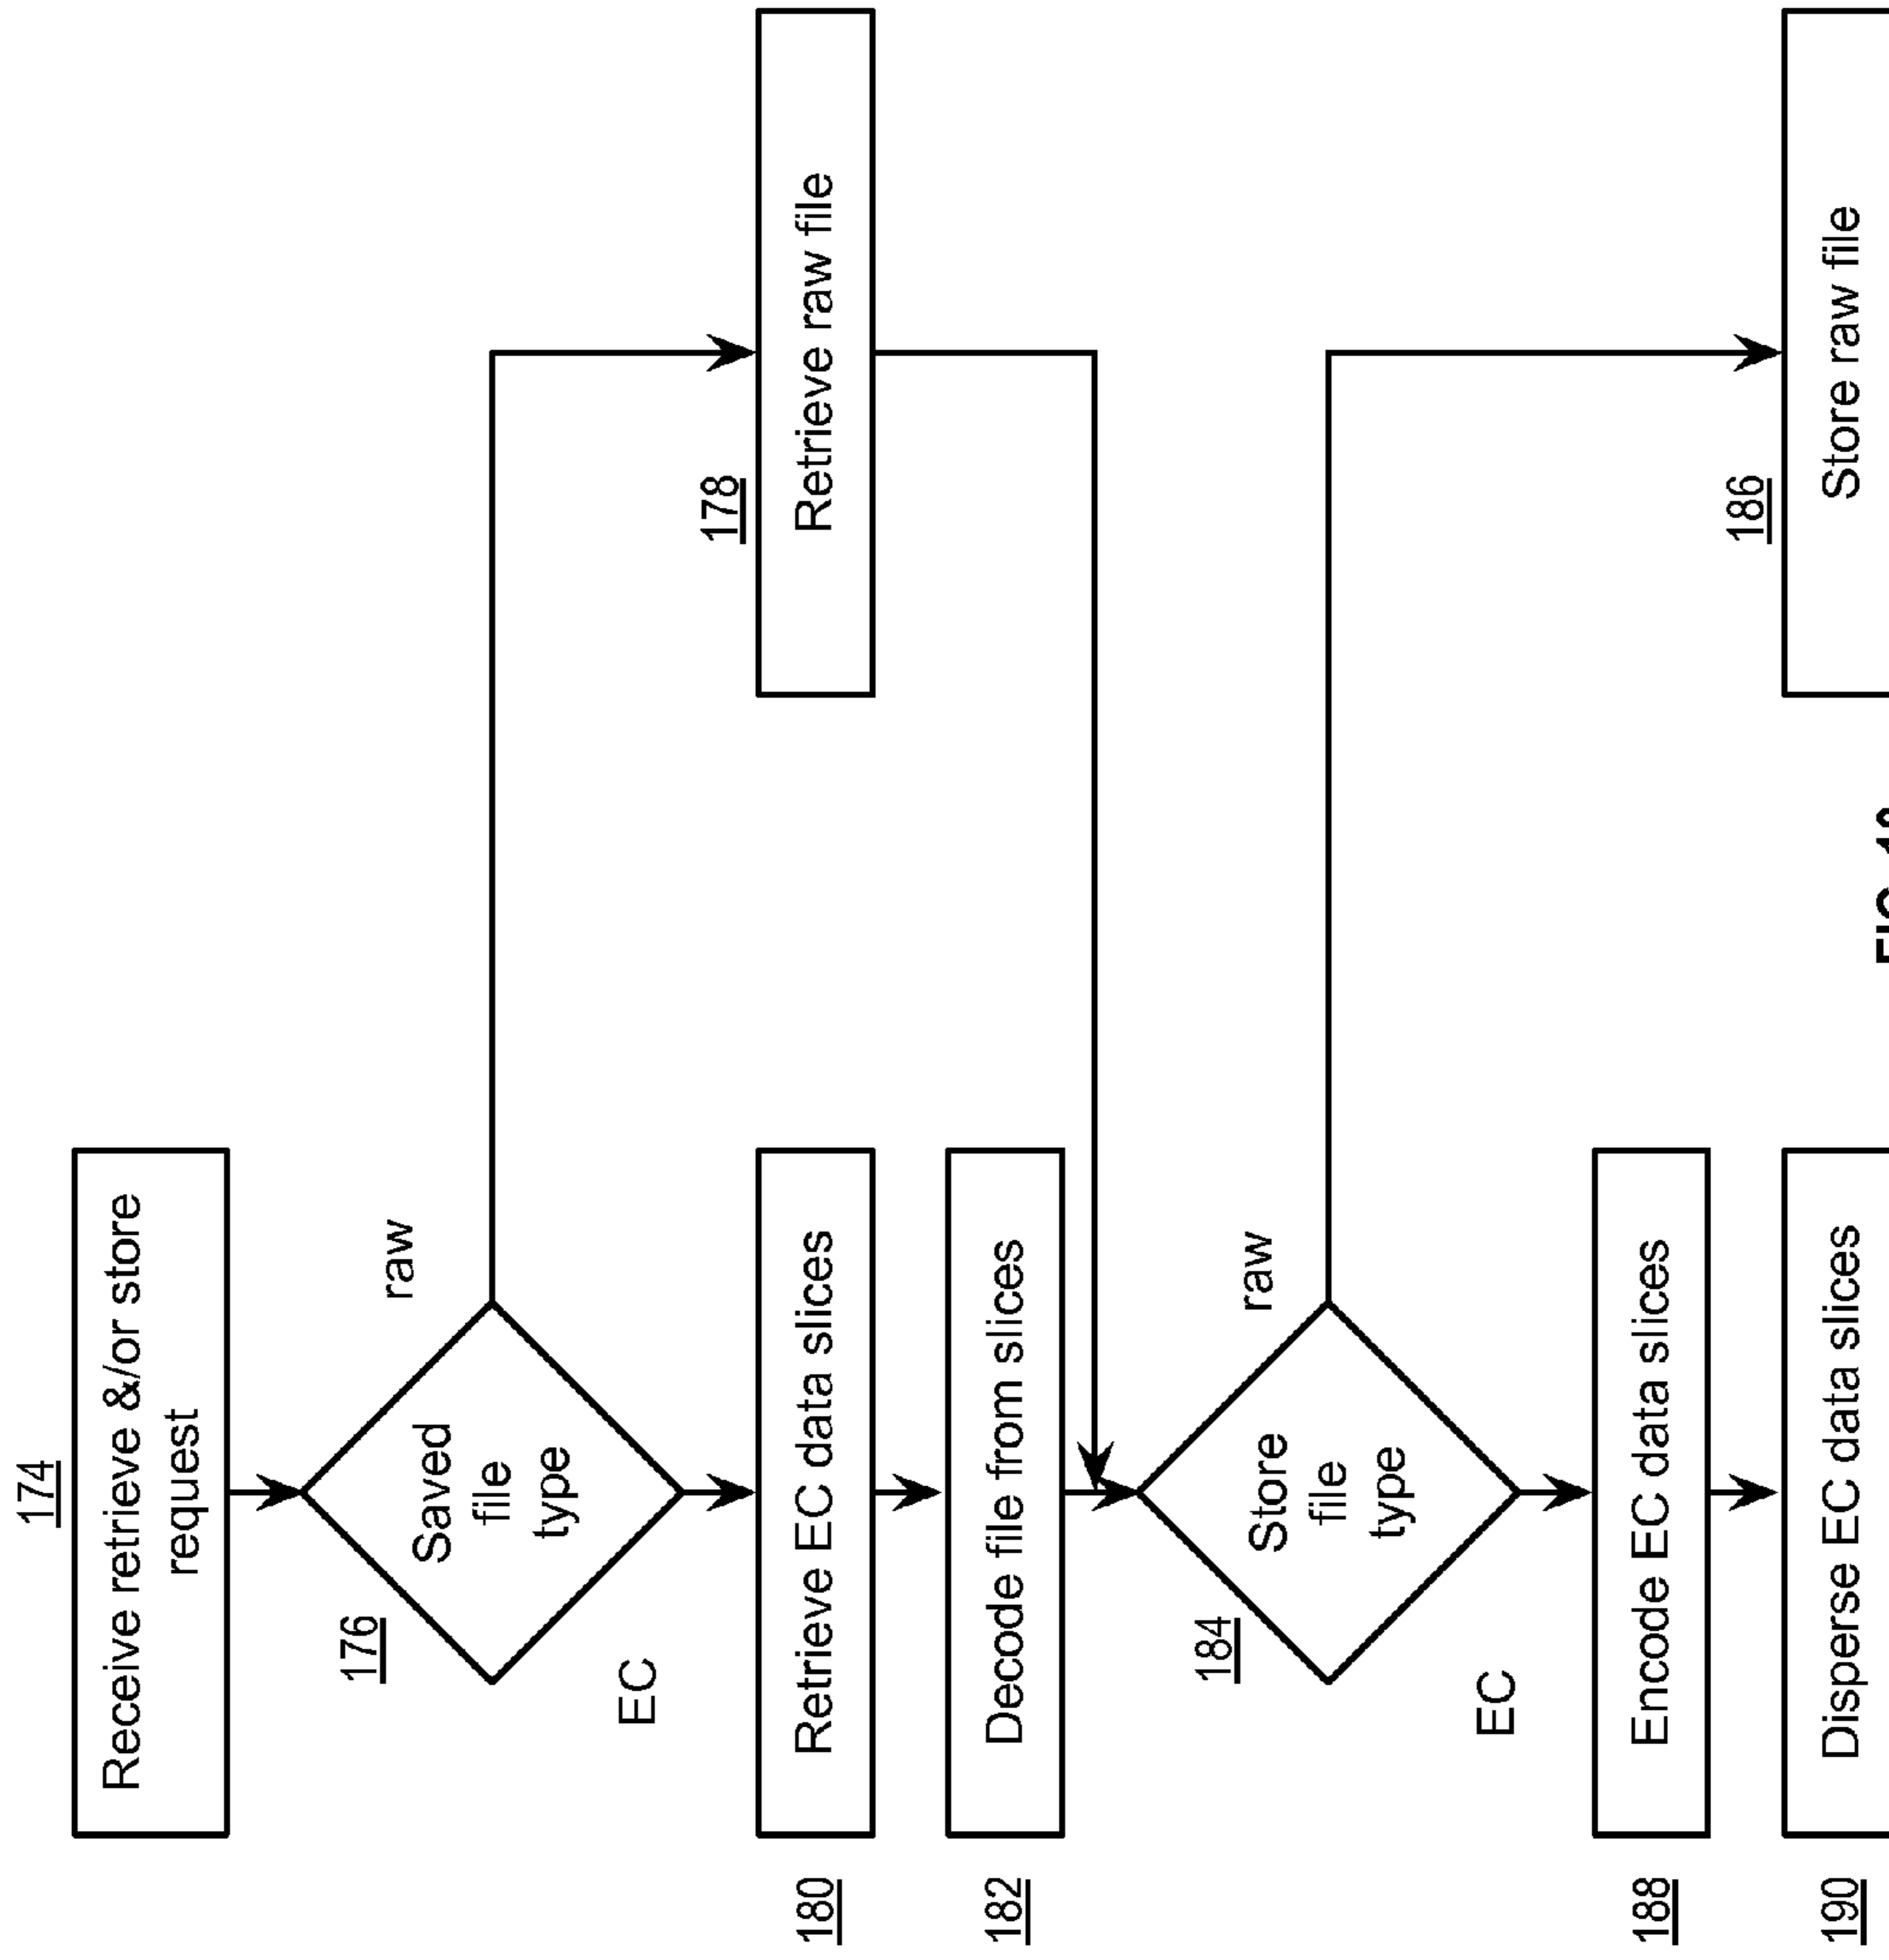 174
Receive retrieve &/or store
request
176
Saved
file
type
raw
EC
178
Retrieve raw file
180
Retrieve EC data slices
182
Decode file from slices
184
Store
file
type
raw
EC
186
Store raw file
188
Encode EC data slices
190
Disperse EC data slices